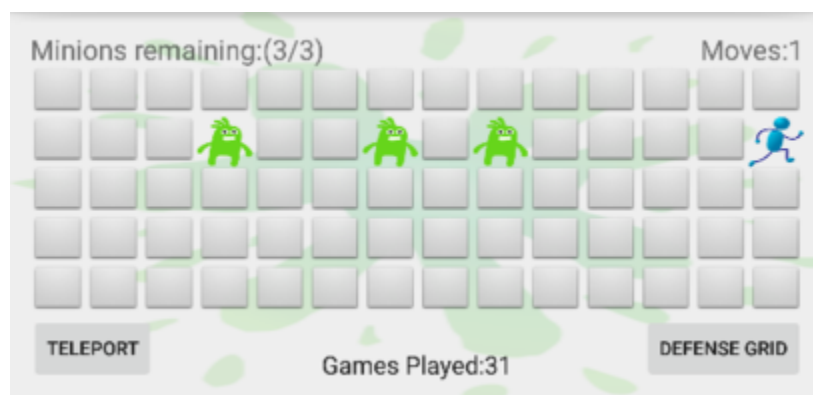 Minions remaining:(3/3)
Moves:1
TELEPORT
Games Played:31
DEFENSE GRID